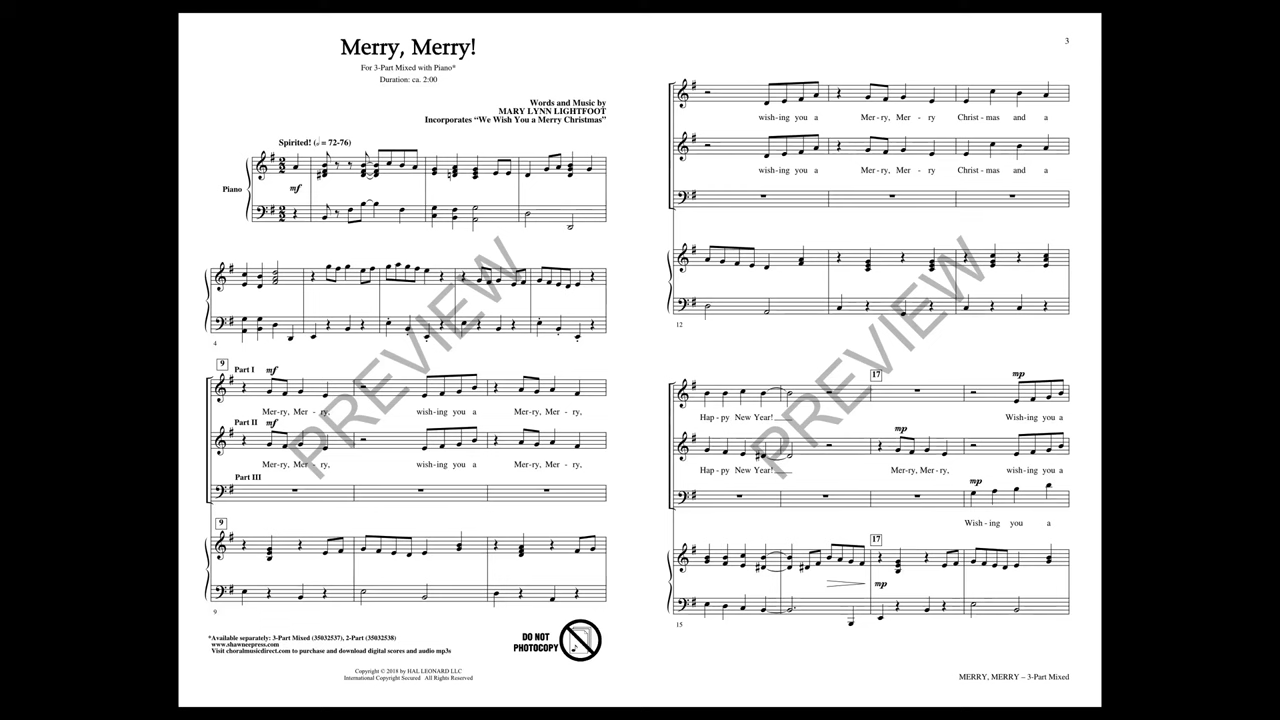 Merry, Merry!
For 3-Part Mixed with Piano*
Duration: ca. 2:00
Words and Music by
MARY LYNN LIGHTFOOT
Incorporates “We Wish You a Merry Christmas”
Spirited! (𝅗𝅥 = 72-76)
Piano
mf
4
9
Part I
mf
Mer-ry, Mer - ry, wish-ing you a Mer-ry, Mer - ry,
Part II
mf
Mer-ry, Mer - ry, wish-ing you a Mer-ry, Mer - ry,
Part III
9
9
*Available separately: 3-Part Mixed (35032537), 2-Part (35032538)
www.shawneepress.com
Visit choralmusicdirect.com to purchase and download digital scores and audio mp3s
DO NOT
PHOTOCOPY
Copyright © 2018 by HAL LEONARD LLC
International Copyright Secured All Rights Reserved
PREVIEW
3
wish-ing you a Mer-ry, Mer - ry Christ-mas and a
wish-ing you a Mer-ry, Mer - ry Christ-mas and a
12
17
mp
Hap-py New Year!____ Wish-ing you a
mp
Hap-py New Year!____ Mer-ry, Mer-ry, wish-ing you a
mp
Wish-ing you a
17
mp
15
PREVIEW
MERRY, MERRY – 3-Part Mixed